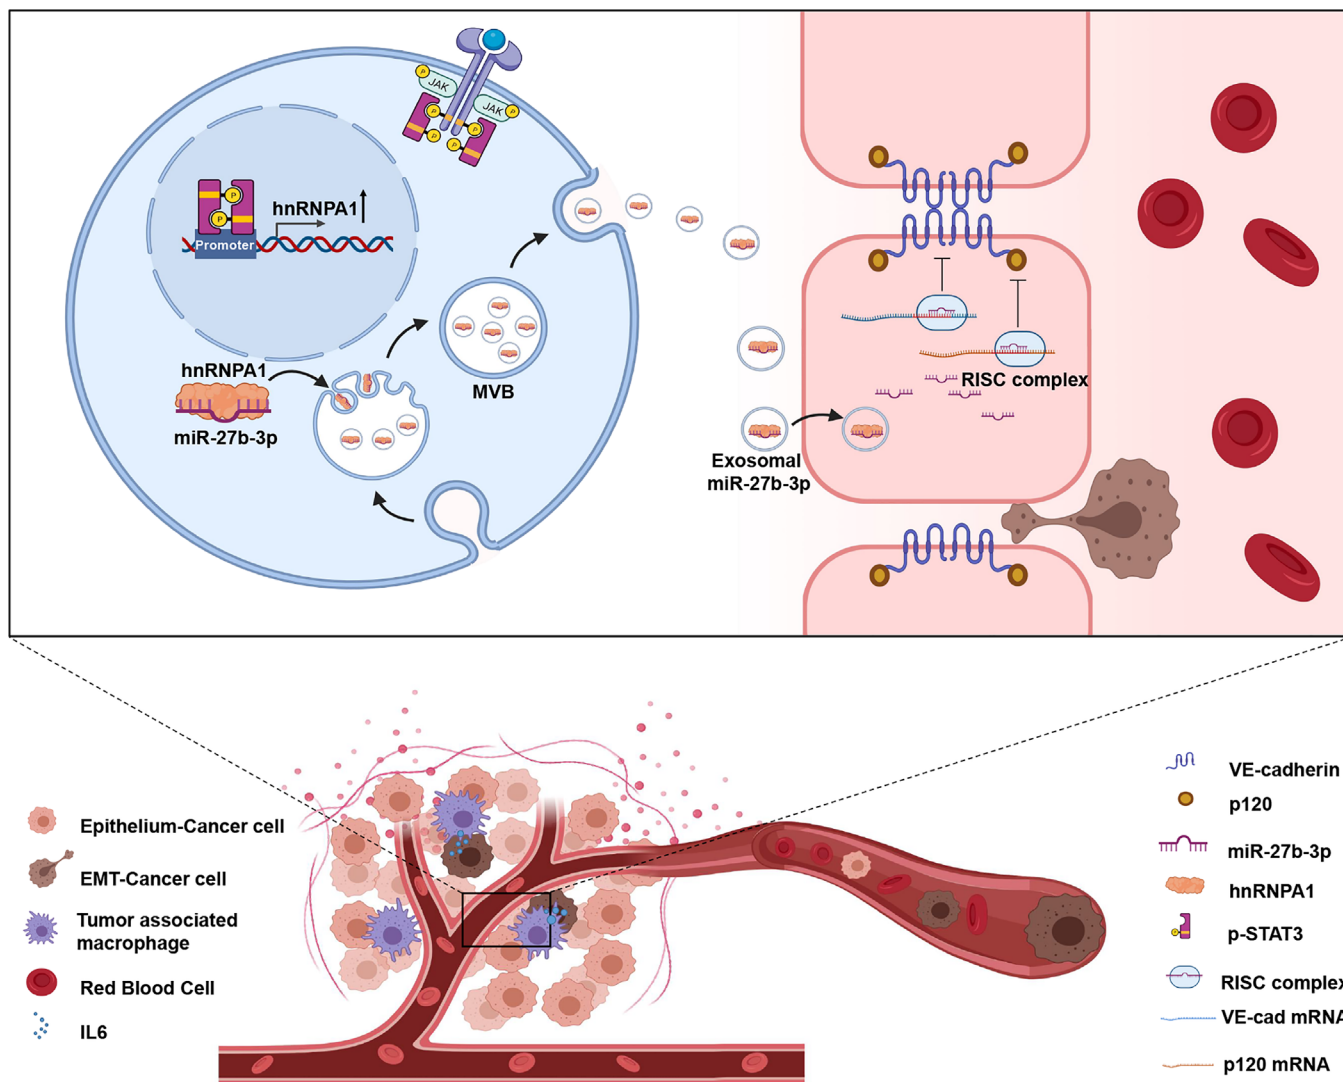 JAK
P
JAK
P
P
P
P
P
P
P
hnRNPA1
Promoter
hnRNPA1
miR-27b-3p
MVB
RISC complex
Exosomal
miR-27b-3p
Epithelium-Cancer cell
EMT-Cancer cell
Tumor associated
macrophage
Red Blood Cell
IL6
VE-cadherin
p120
miR-27b-3p
hnRNPA1
p-STAT3
P
RISC complex
VE-cad mRNA
p120 mRNA